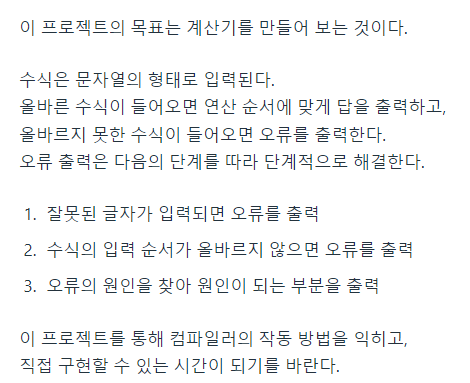 이 프로젝트의 목표는 계산기를 만들어 보는 것이다.
수식은 문자열의 형태로 입력된다.
올바른 수식이 들어오면 연산 순서에 맞게 답을 출력하고,
올바르지 못한 수식이 들어오면 오류를 출력한다.
오류 출력은 다음의 단계를 따라 단계적으로 해결한다.
1. 잘못된 글자가 입력되면 오류를 출력
2. 수식의 입력 순서가 올바르지 않으면 오류를 출력
3. 오류의 원인을 찾아 원인이 되는 부분을 출력
이 프로젝트를 통해 컴파일러의 작동 방법을 익히고,
직접 구현할 수 있는 시간이 되기를 바란다.